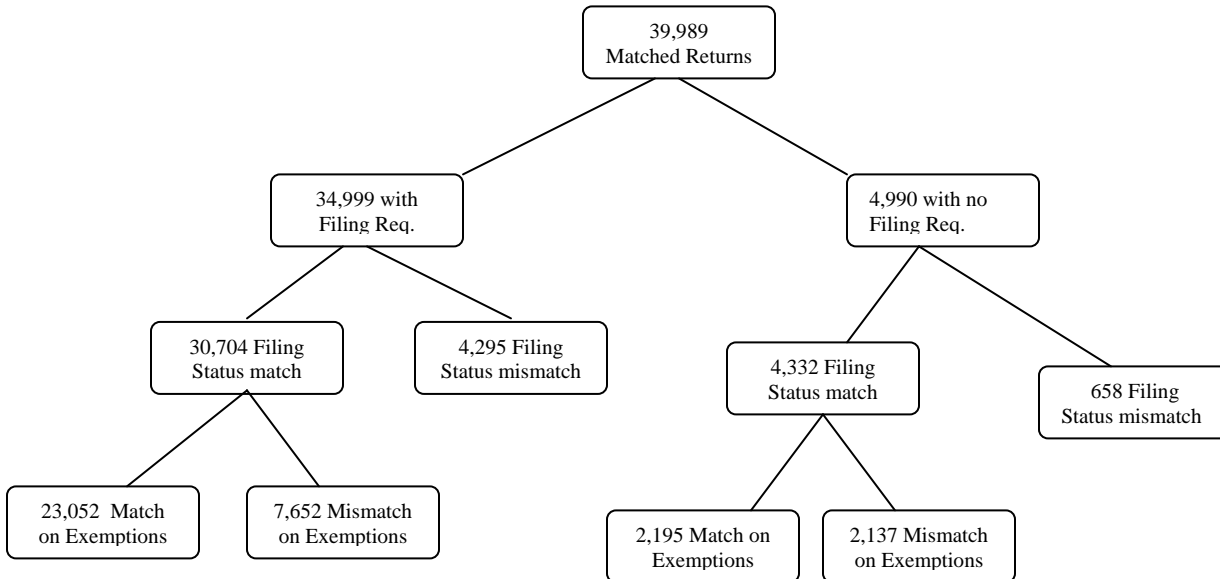 39,989
Matched Returns
34,999 with
Filing Req.
4,990 with no
Filing Req.
30,704 Filing
Status match
4,295 Filing
Status mismatch
4,332 Filing
Status match
658 Filing
Status mismatch
23,052 Match
on Exemptions
7,652 Mismatch
on Exemptions
2,195 Match on
Exemptions
2,137 Mismatch
on Exemptions